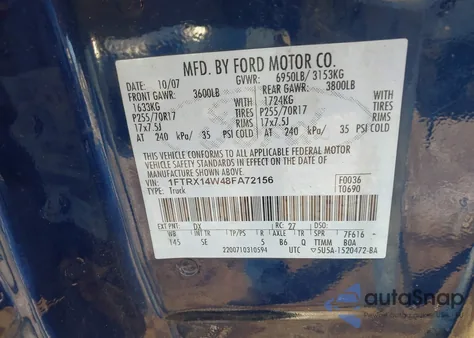 MFD. BY FORD MOTOR CO.
DATE: 10/07 GVWR: 6950LB/ 3153KG
FRONT GAWR: 3600LB REAR GAWR: 3800LB
1633KG WITH 1724KG WITH
P255/70R17 TIRES P255/70R17 TIRES
17x7.5J RIMS 17x7.5J RIMS
AT 240 kPa/ 35 PSI COLD AT 240 kPa/ 35 PSI COLD
THIS VEHICLE CONFORMS TO ALL APPLICABLE FEDERAL MOTOR
VEHICLE SAFETY STANDARDS IN EFFECT ON THE DATE OF
MANUFACTURE SHOWN ABOVE.
VIN: 1FTRX14W48FA72156 F0036
TYPE: Truck T0690
EXT PNT: DX RC: 27 DSO:
WB INT TR TP/PS R AXLE TR SPR 7F616
145 SE 5 B6 Q TTMM BOA
2200710310594 UTC 5U5A-1520472-BA
autoSnap